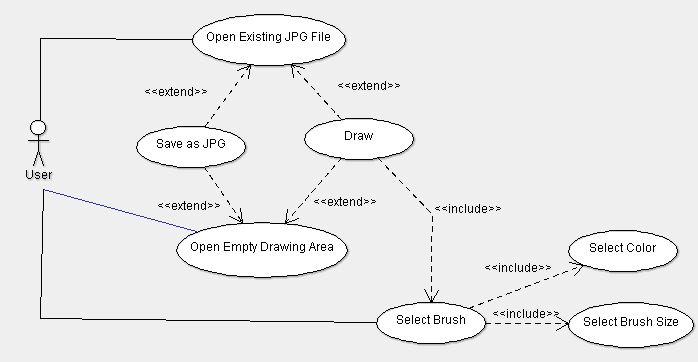 Open Existing JPG File
<<extend>>
<<extend>>
Save as JPG
Draw
User
<<extend>>
<<extend>>
<<include>>
Open Empty Drawing Area
Select Color
<<include>>
Select Brush
<<include>>
Select Brush Size